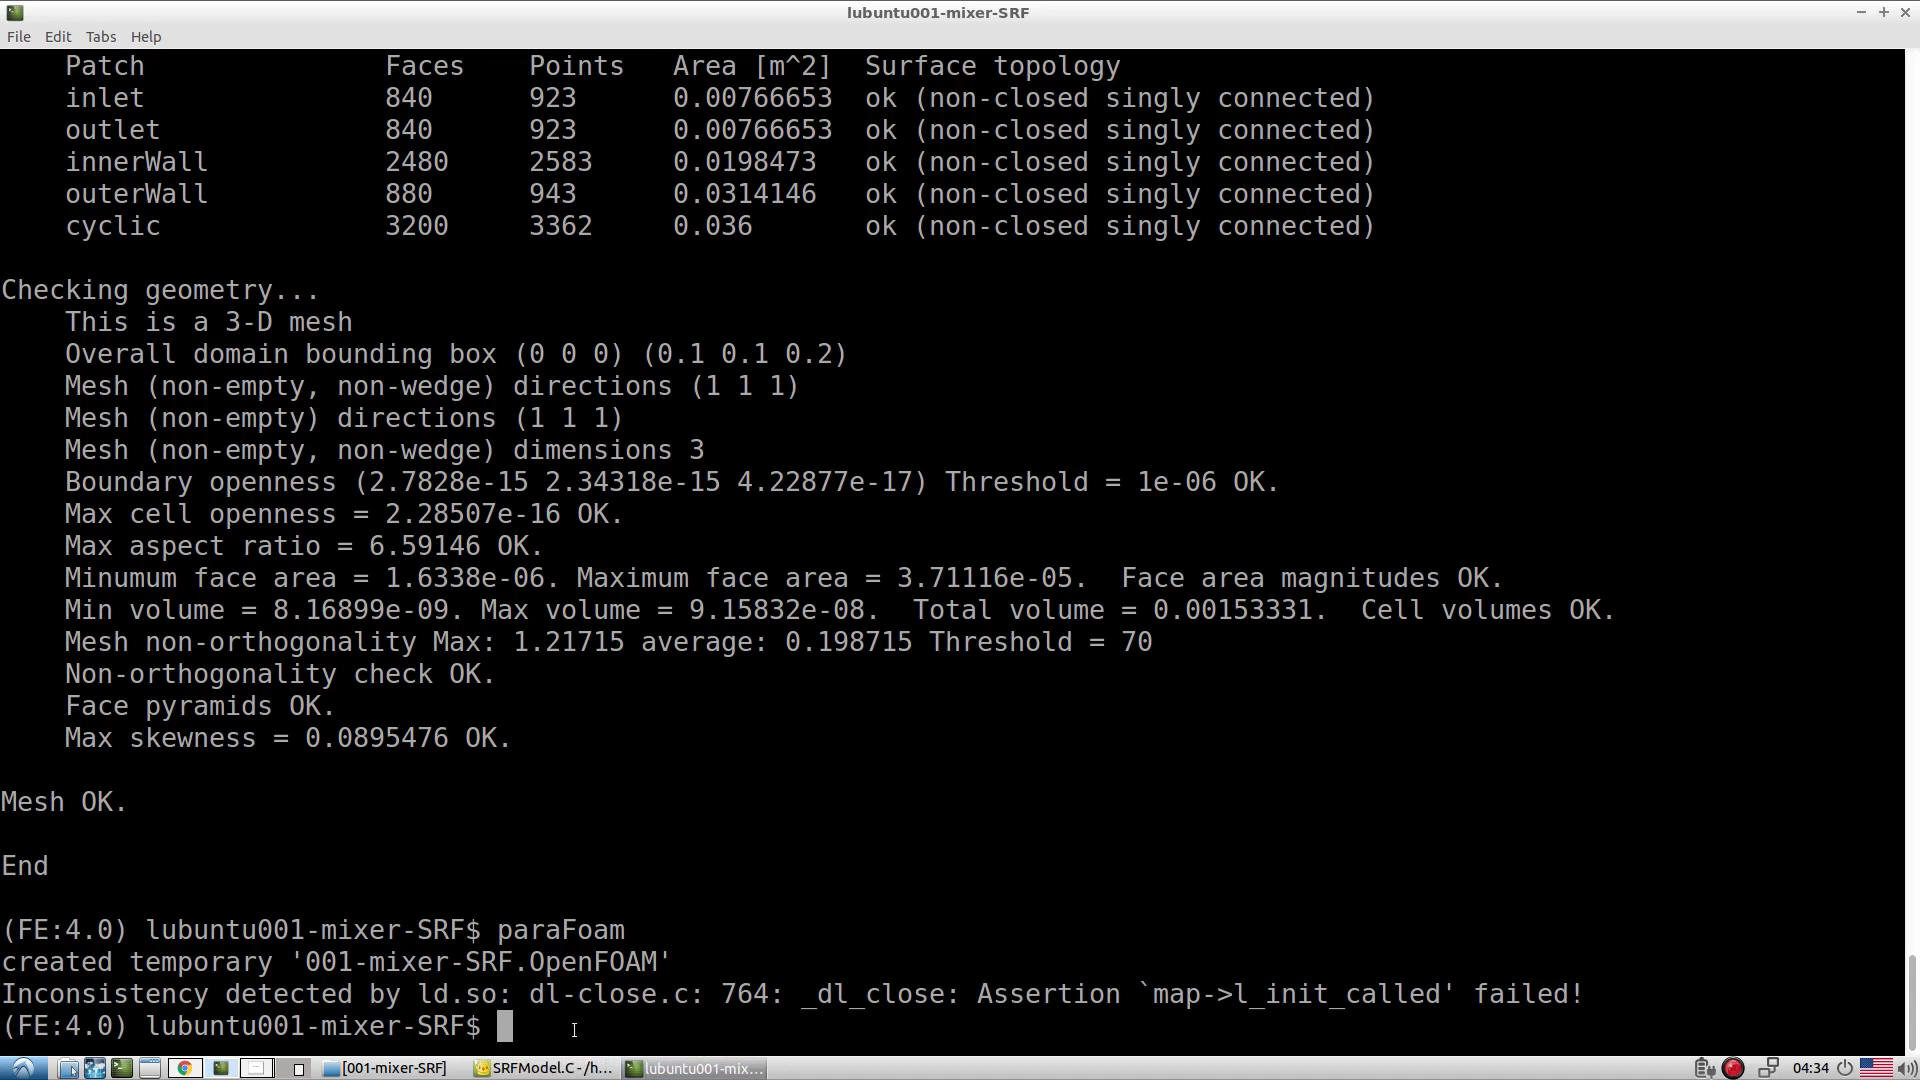 lubuntu001-mixer-SRF
File Edit Tabs Help
Patch Faces Points Area [m^2] Surface topology
inlet 840 923 0.00766653 ok (non-closed singly connected)
outlet 840 923 0.00766653 ok (non-closed singly connected)
innerWall 2480 2583 0.0198473 ok (non-closed singly connected)
outerWall 880 943 0.0314146 ok (non-closed singly connected)
cyclic 3200 3362 0.036 ok (non-closed singly connected)
Checking geometry...
This is a 3-D mesh
Overall domain bounding box (0 0 0) (0.1 0.1 0.2)
Mesh (non-empty, non-wedge) directions (1 1 1)
Mesh (non-empty) directions (1 1 1)
Mesh (non-empty, non-wedge) dimensions 3
Boundary openness (2.7828e-15 2.34318e-15 4.22877e-17) Threshold = 1e-06 OK.
Max cell openness = 2.28507e-16 OK.
Max aspect ratio = 6.59146 OK.
Minumum face area = 1.6338e-06. Maximum face area = 3.71116e-05.  Face area magnitudes OK.
Min volume = 8.16899e-09. Max volume = 9.15832e-08.  Total volume = 0.00153331.  Cell volumes OK.
Mesh non-orthogonality Max: 1.21715 average: 0.198715 Threshold = 70
Non-orthogonality check OK.
Face pyramids OK.
Max skewness = 0.0895476 OK.
Mesh OK.
End
(FE:4.0) lubuntu001-mixer-SRF$ paraFoam
created temporary '001-mixer-SRF.OpenFOAM'
Inconsistency detected by ld.so: dl-close.c: 764: _dl_close: Assertion `map->l_init_called' failed!
(FE:4.0) lubuntu001-mixer-SRF$
[001-mixer-SRF] SRFModel.C - /h... lubuntu001-mix... 04:34